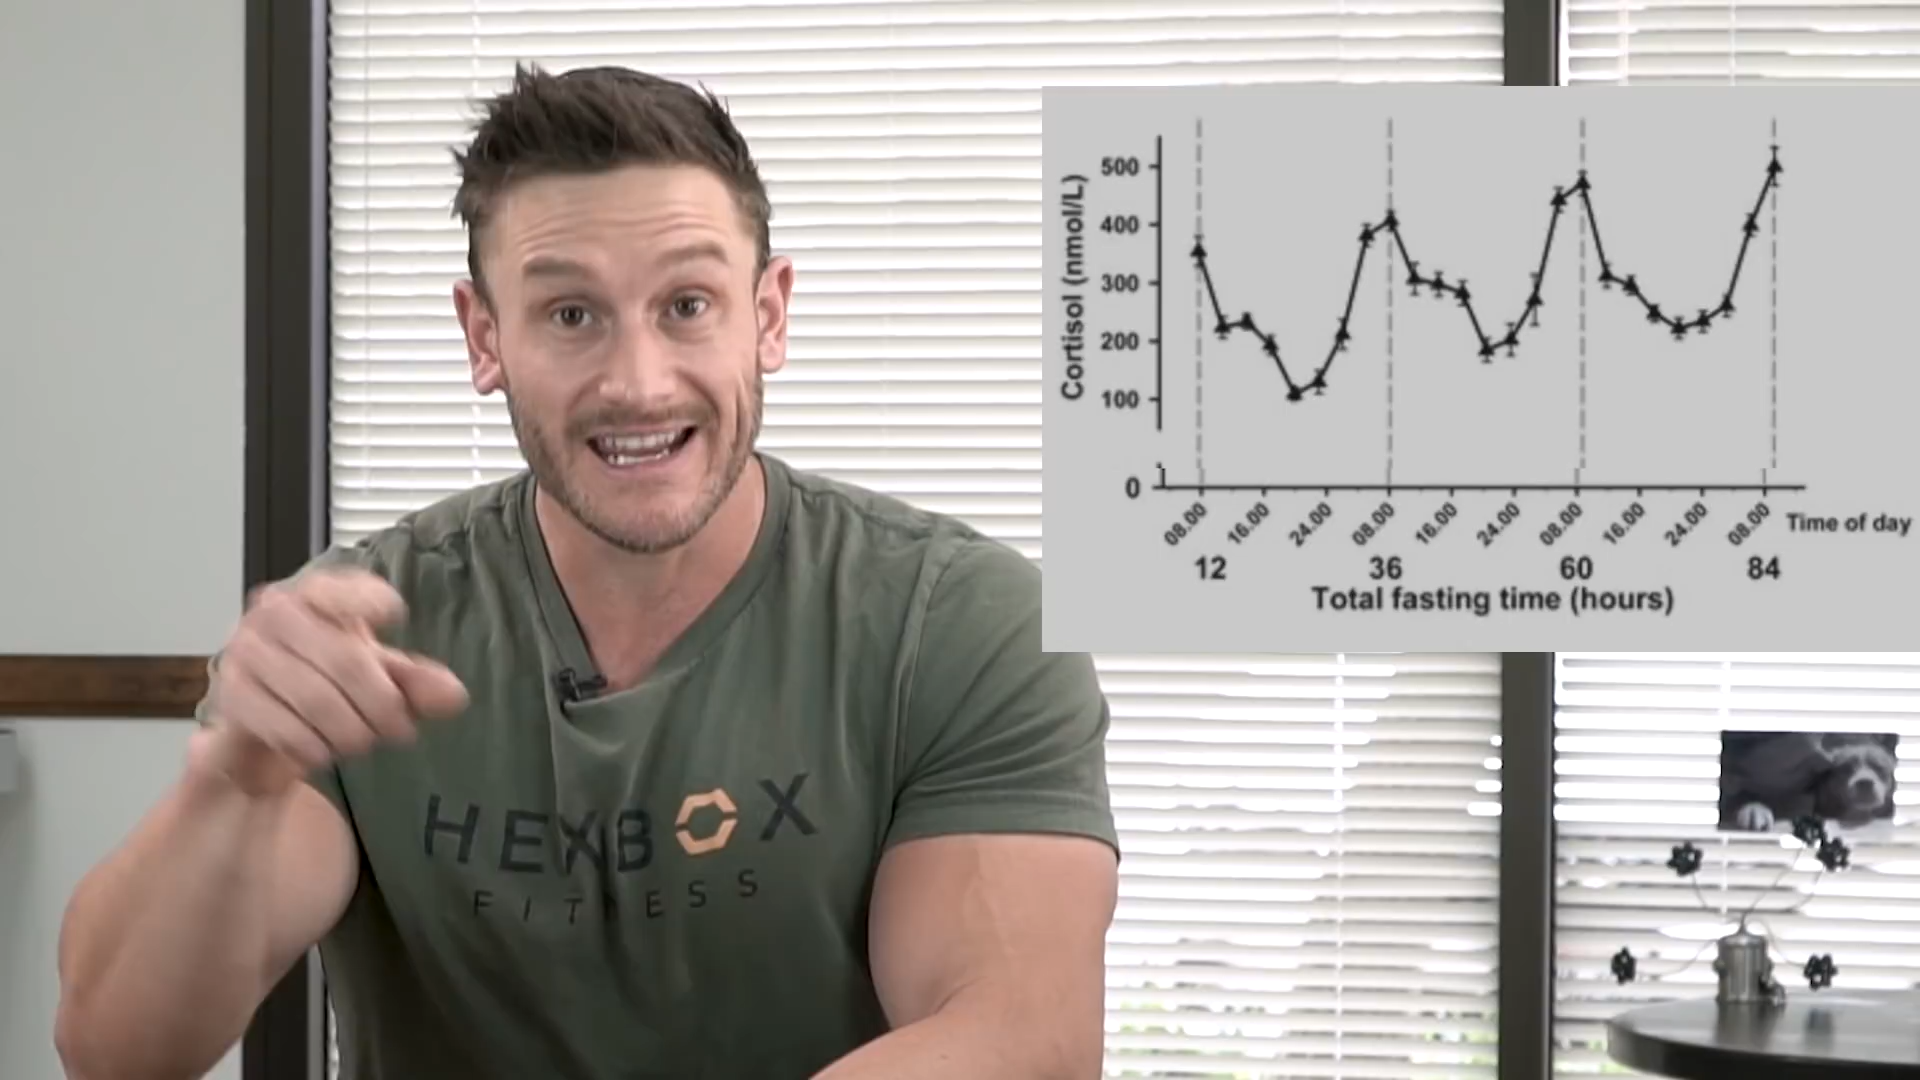 HEXBOX
FITNESS
Cortisol (nmol/L)
500
400
300
200
100
0
08.00 16.00 24.00 08.00 16.00 24.00 08.00 16.00 24.00 08.00 Time of day
12 36 60 84
Total fasting time (hours)